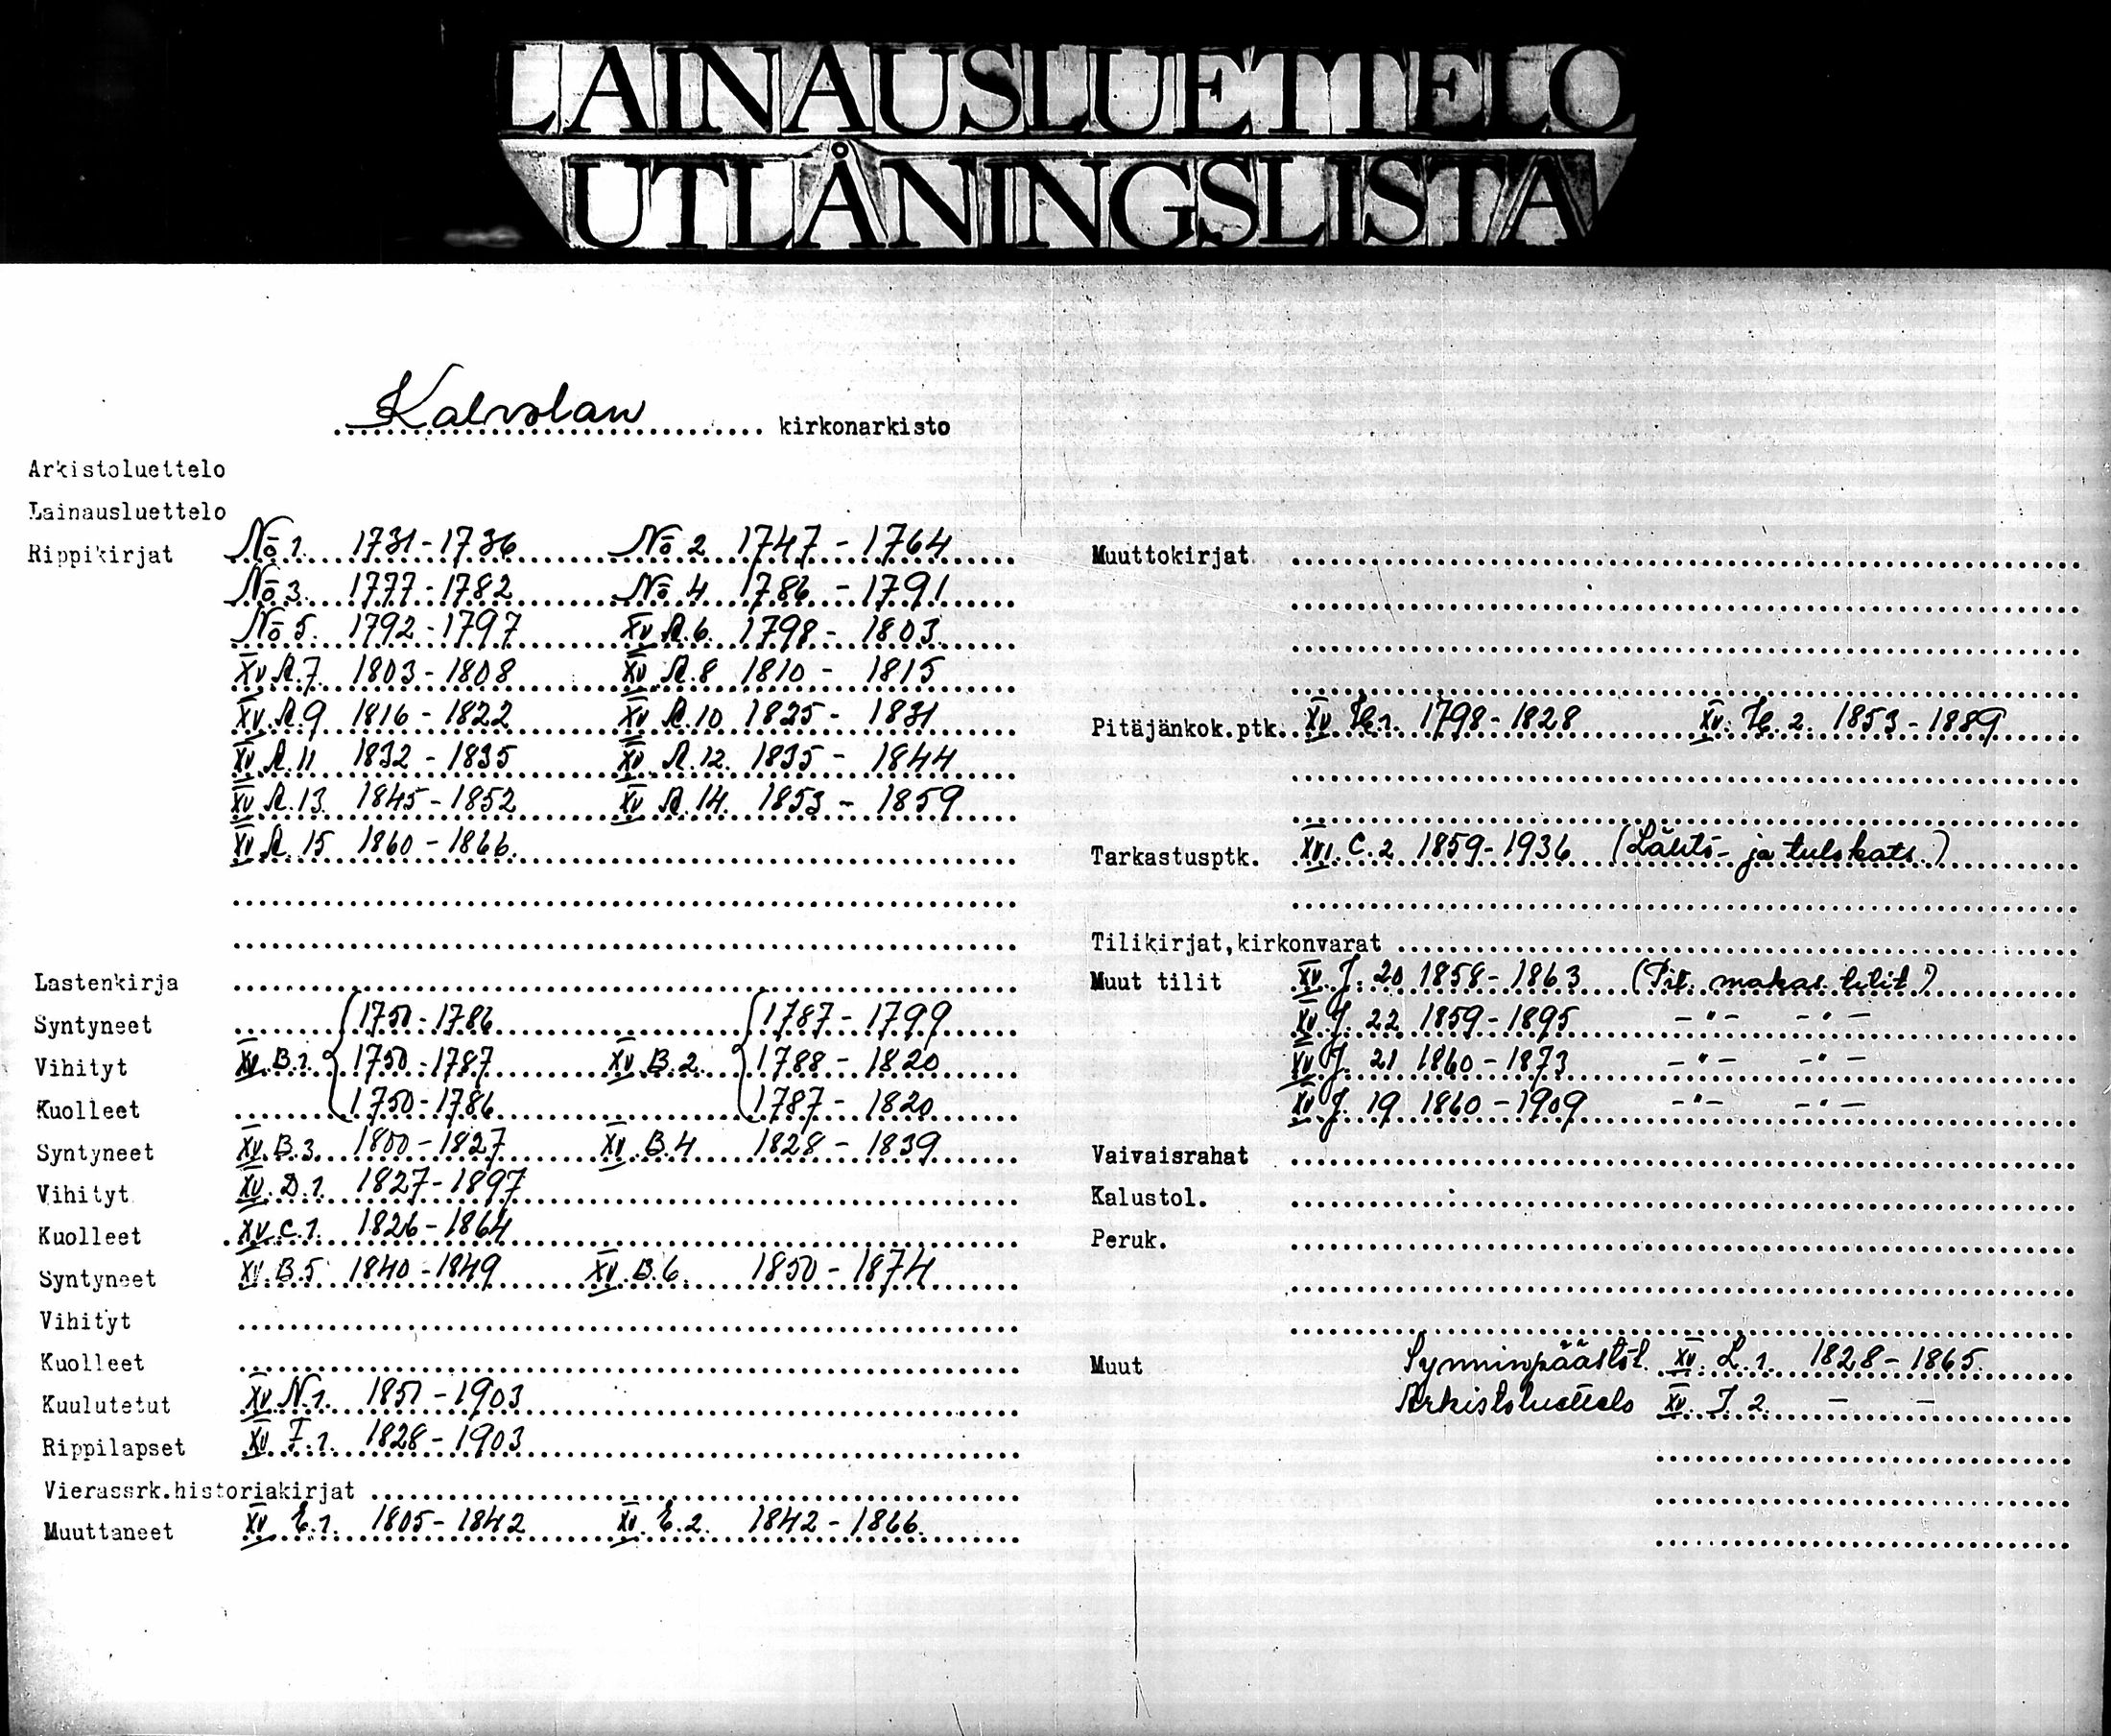 LAINAUSLUETTELO
UTLÅNINGSLISTA
Kalvolan kirkonarkisto
Arkistoluettelo
Lainausluettelo
Rippikirjat No 1. 1731-1736 No 2 1747-1764
No 3. 1777-1782 No 4 1786-1791
No 5. 1792-1797 XV A.6. 1798-1803.
XV A.7. 1803-1808 XV A.8 1810-1815
XV A.9 1816-1822 XV A.10 1825-1831
XV A.11 1832-1835 XV A.12. 1835-1844
XV A.13. 1845-1852 XV A.14. 1853-1859
XV A 15 1860-1866.
Lastenkirja
Syntyneet 1750-1786 1787-1799
Vihityt XV.B.1. 1750-1787 XV.B.2. 1788-1820
Kuolleet 1750-1786 1787-1820
Syntyneet XV.B.3. 1800-1827 XV.B.4 1828-1839
Vihityt XV.D.1. 1827-1897
Kuolleet XV.C.1. 1826-1864
Syntyneet XV.B.5 1840-1849 XV.B.6. 1850-1874
Vihityt
Kuolleet
Kuulutetut XV.N.1. 1851-1903
Rippilapset XV F.1. 1828-1903
Vierassrk.historiakirjat
Muuttaneet XV E.1. 1805-1842 XV.E.2. 1842-1866.
Muuttokirjat
Pitäjänkok.ptk. XV 1. 1798-1828 XV. 2. 1853-1889
Tarkastusptk. XVI.C.2 1859-1936 (Lähtö- ja tulokats.)
Tilikirjat,kirkonvarat
Muut tilit XV.J.20 1858-1863 (Pit. makas. tilit)
XV.J.22 1859-1895 -"- -"-
XV J. 21 1860-1873 -"- -"-
XV J. 19 1860-1909 -"- -"-
Vaivaisrahat
Kalustol.
Peruk.
Muut Synninpäästöt. XV.L.1. 1828-1865.
Arkistoluettelo XV. I 2. - -